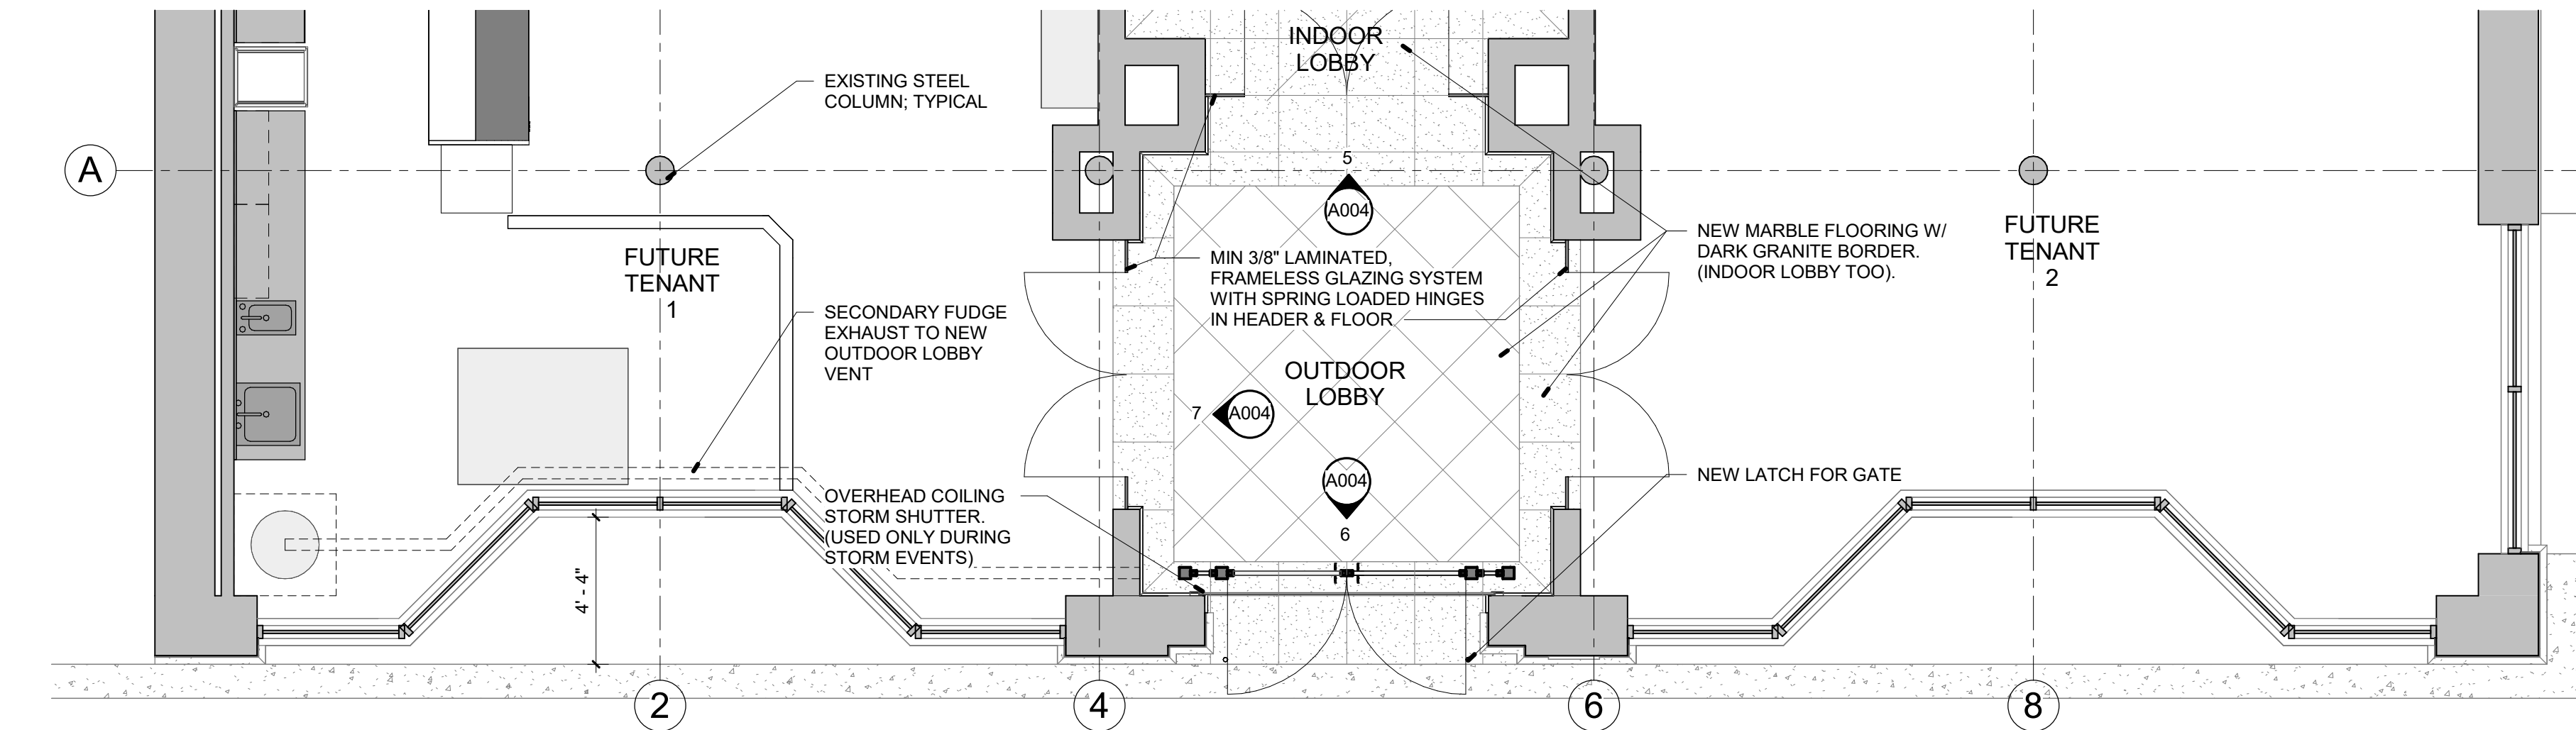 INDOOR
LOBBY
EXISTING STEEL
COLUMN; TYPICAL
A
5
A004
FUTURE
TENANT
1
MIN 3/8" LAMINATED,
FRAMELESS GLAZING SYSTEM
WITH SPRING LOADED HINGES
IN HEADER & FLOOR
NEW MARBLE FLOORING W/
DARK GRANITE BORDER.
(INDOOR LOBBY TOO).
FUTURE
TENANT
2
SECONDARY FUDGE
EXHAUST TO NEW
OUTDOOR LOBBY
VENT
OUTDOOR
LOBBY
7
A004
A004
6
NEW LATCH FOR GATE
OVERHEAD COILING
STORM SHUTTER.
(USED ONLY DURING
STORM EVENTS)
4' - 4"
2
4
6
8